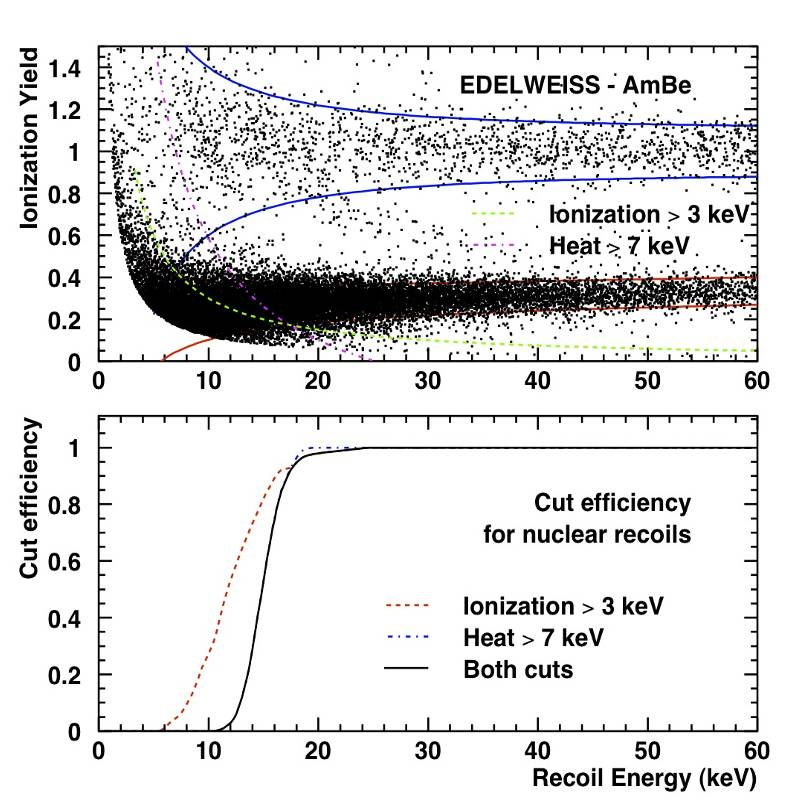 Ionization Yield
1.4
1.2
1
0.8
0.6
0.4
0.2
0
EDELWEISS - AmBe
Ionization > 3 keV
Heat > 7 keV
0 10 20 30 40 50 60
Cut efficiency
1
0.8
0.6
0.4
0.2
0
Cut efficiency
for nuclear recoils
Ionization > 3 keV
Heat > 7 keV
Both cuts
0 10 20 30 40 50 60
Recoil Energy (keV)